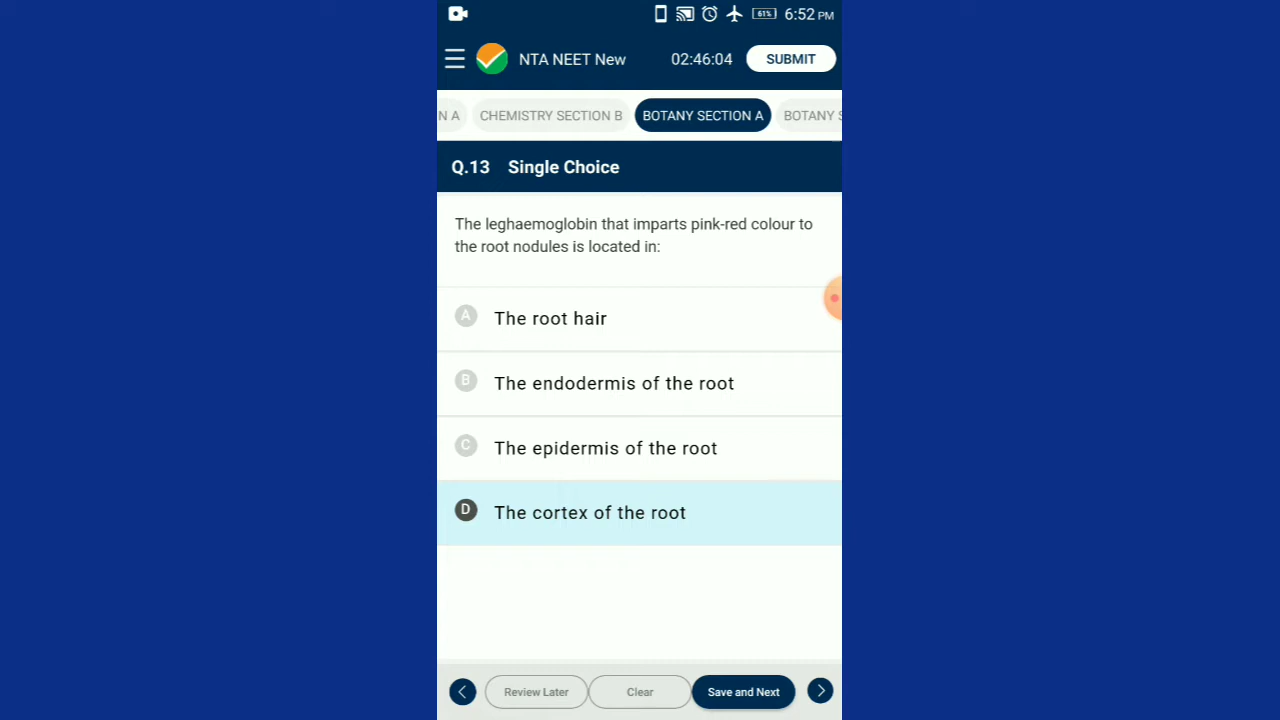 61% 6:52 PM
NTA NEET New 02:46:04 SUBMIT
N A CHEMISTRY SECTION B BOTANY SECTION A BOTANY S
Q.13 Single Choice
The leghaemoglobin that imparts pink-red colour to
the root nodules is located in:
A The root hair
B The endodermis of the root
C The epidermis of the root
D The cortex of the root
Review Later Clear Save and Next